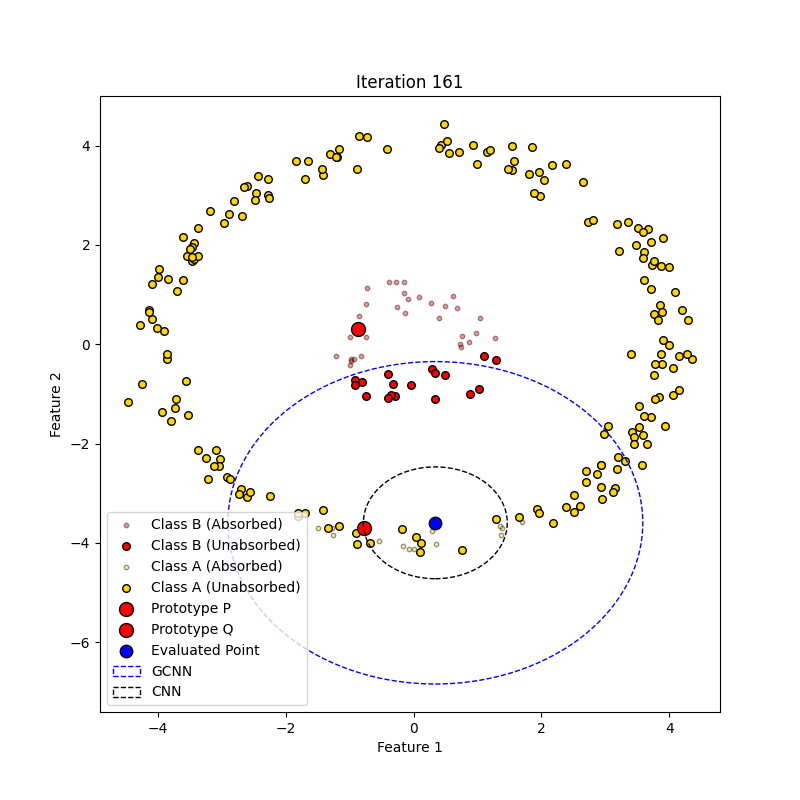 Iteration 161
4
2
0
−2
−4
−6
Feature 2
Class B (Absorbed)
Class B (Unabsorbed)
Class A (Absorbed)
Class A (Unabsorbed)
Prototype P
Prototype Q
Evaluated Point
GCNN
CNN
−4 −2 0 2 4
Feature 1